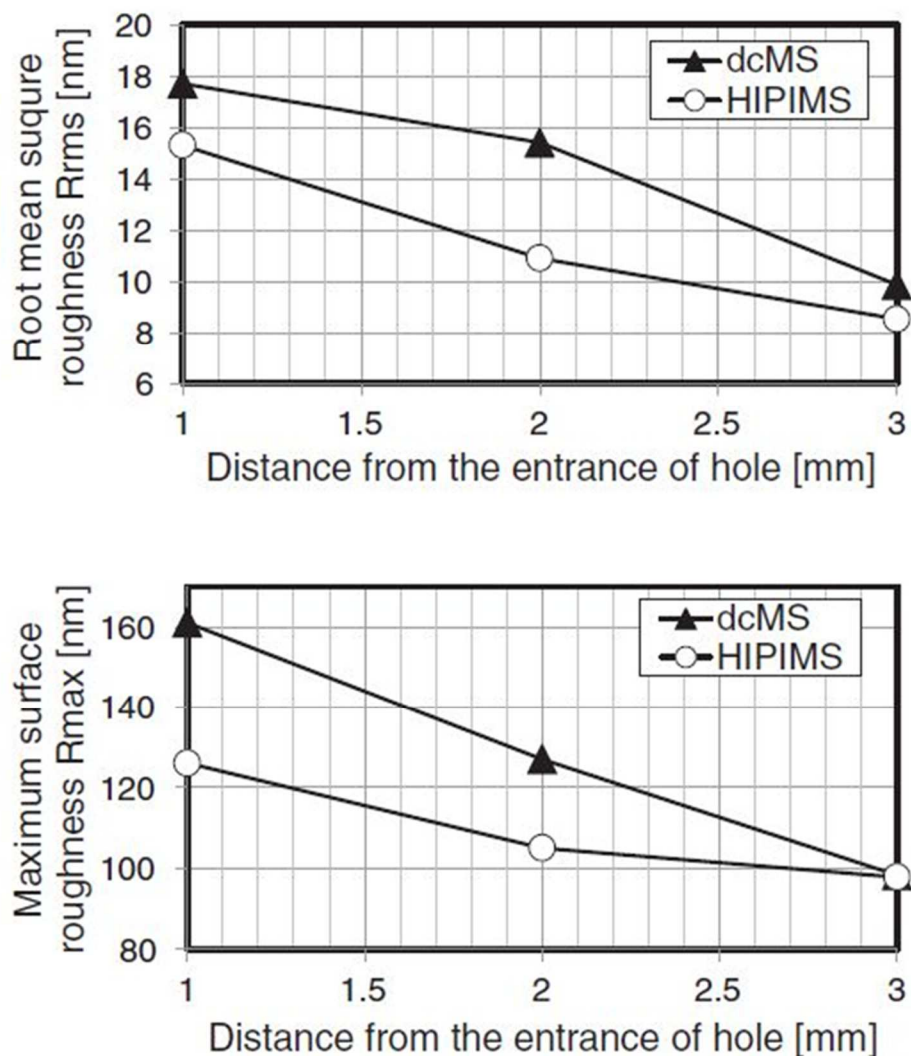 Root mean suqure
roughness Rrms [nm]
20
18
16
14
12
10
8
6
dcMS
HIPIMS
1
1.5
2
2.5
3
Distance from the entrance of hole [mm]
Maximum surface
roughness Rmax [nm]
160
140
120
100
80
dcMS
HIPIMS
1
1.5
2
2.5
3
Distance from the entrance of hole [mm]